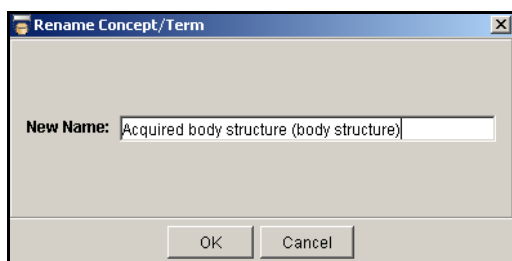 Rename Concept/Term
New Name: Acquired body structure (body structure)
OK Cancel